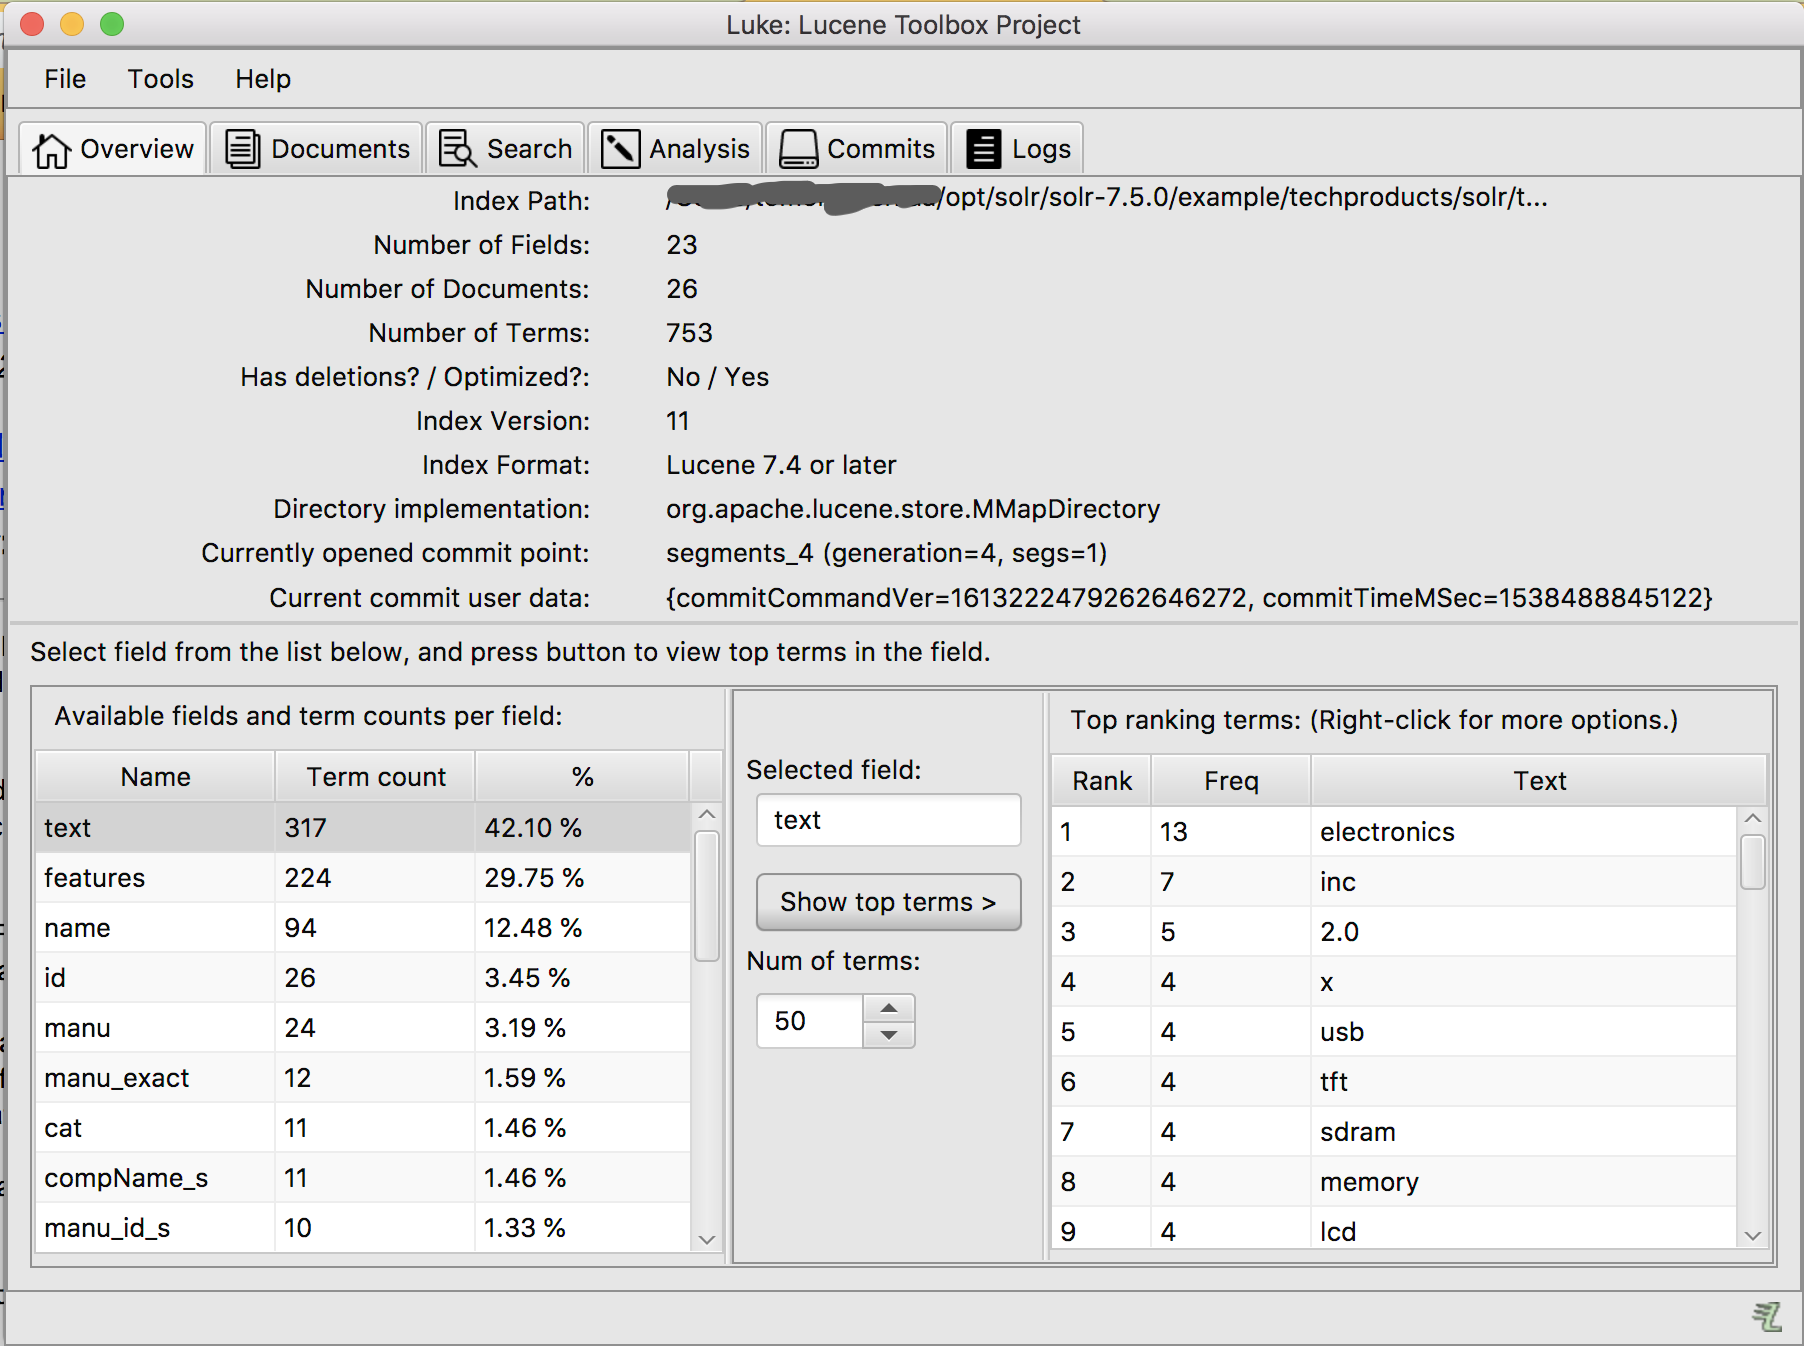 Luke: Lucene Toolbox Project
File Tools Help
Overview Documents Search Analysis Commits Logs
Index Path: /opt/solr/solr-7.5.0/example/techproducts/solr/t...
Number of Fields: 23
Number of Documents: 26
Number of Terms: 753
Has deletions? / Optimized?: No / Yes
Index Version: 11
Index Format: Lucene 7.4 or later
Directory implementation: org.apache.lucene.store.MMapDirectory
Currently opened commit point: segments_4 (generation=4, segs=1)
Current commit user data: {commitCommandVer=1613222479262646272, commitTimeMSec=1538488845122}
Select field from the list below, and press button to view top terms in the field.
Available fields and term counts per field:
Name Term count %
text 317 42.10 %
features 224 29.75 %
name 94 12.48 %
id 26 3.45 %
manu 24 3.19 %
manu_exact 12 1.59 %
cat 11 1.46 %
compName_s 11 1.46 %
manu_id_s 10 1.33 %
Selected field:
text
Show top terms >
Num of terms:
50
Top ranking terms: (Right-click for more options.)
Rank Freq Text
1 13 electronics
2 7 inc
3 5 2.0
4 4 x
5 4 usb
6 4 tft
7 4 sdram
8 4 memory
9 4 lcd